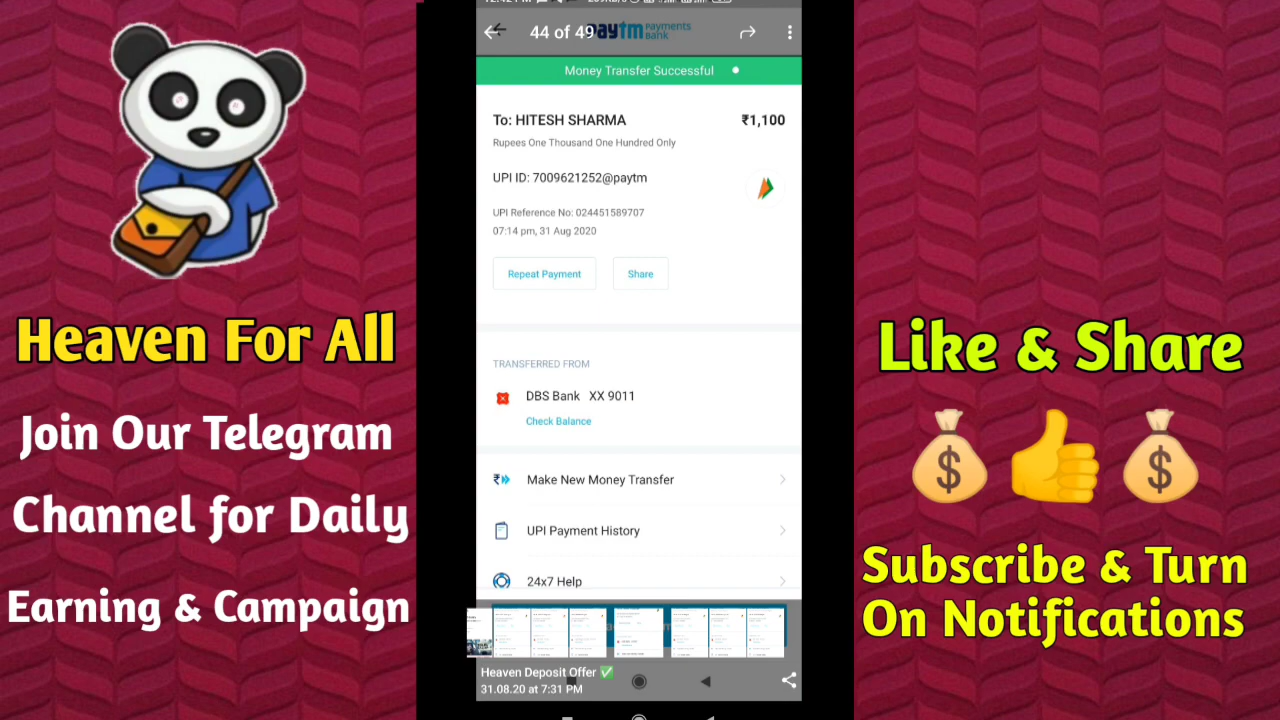 44 of 49
paytm Payments Bank
Money Transfer Successful
To: HITESH SHARMA
₹1,100
Rupees One Thousand One Hundred Only
UPI ID: 7009621252@paytm
UPI Reference No: 024451589707
07:14 pm, 31 Aug 2020
Repeat Payment
Share
TRANSFERRED FROM
DBS Bank XX 9011
Check Balance
Make New Money Transfer
UPI Payment History
24x7 Help
Heaven Deposit Offer ✅
31.08.20 at 7:31 PM
Heaven For All
Join Our Telegram
Channel for Daily
Earning & Campaign
Like & Share
Subscribe & Turn
On Notifications